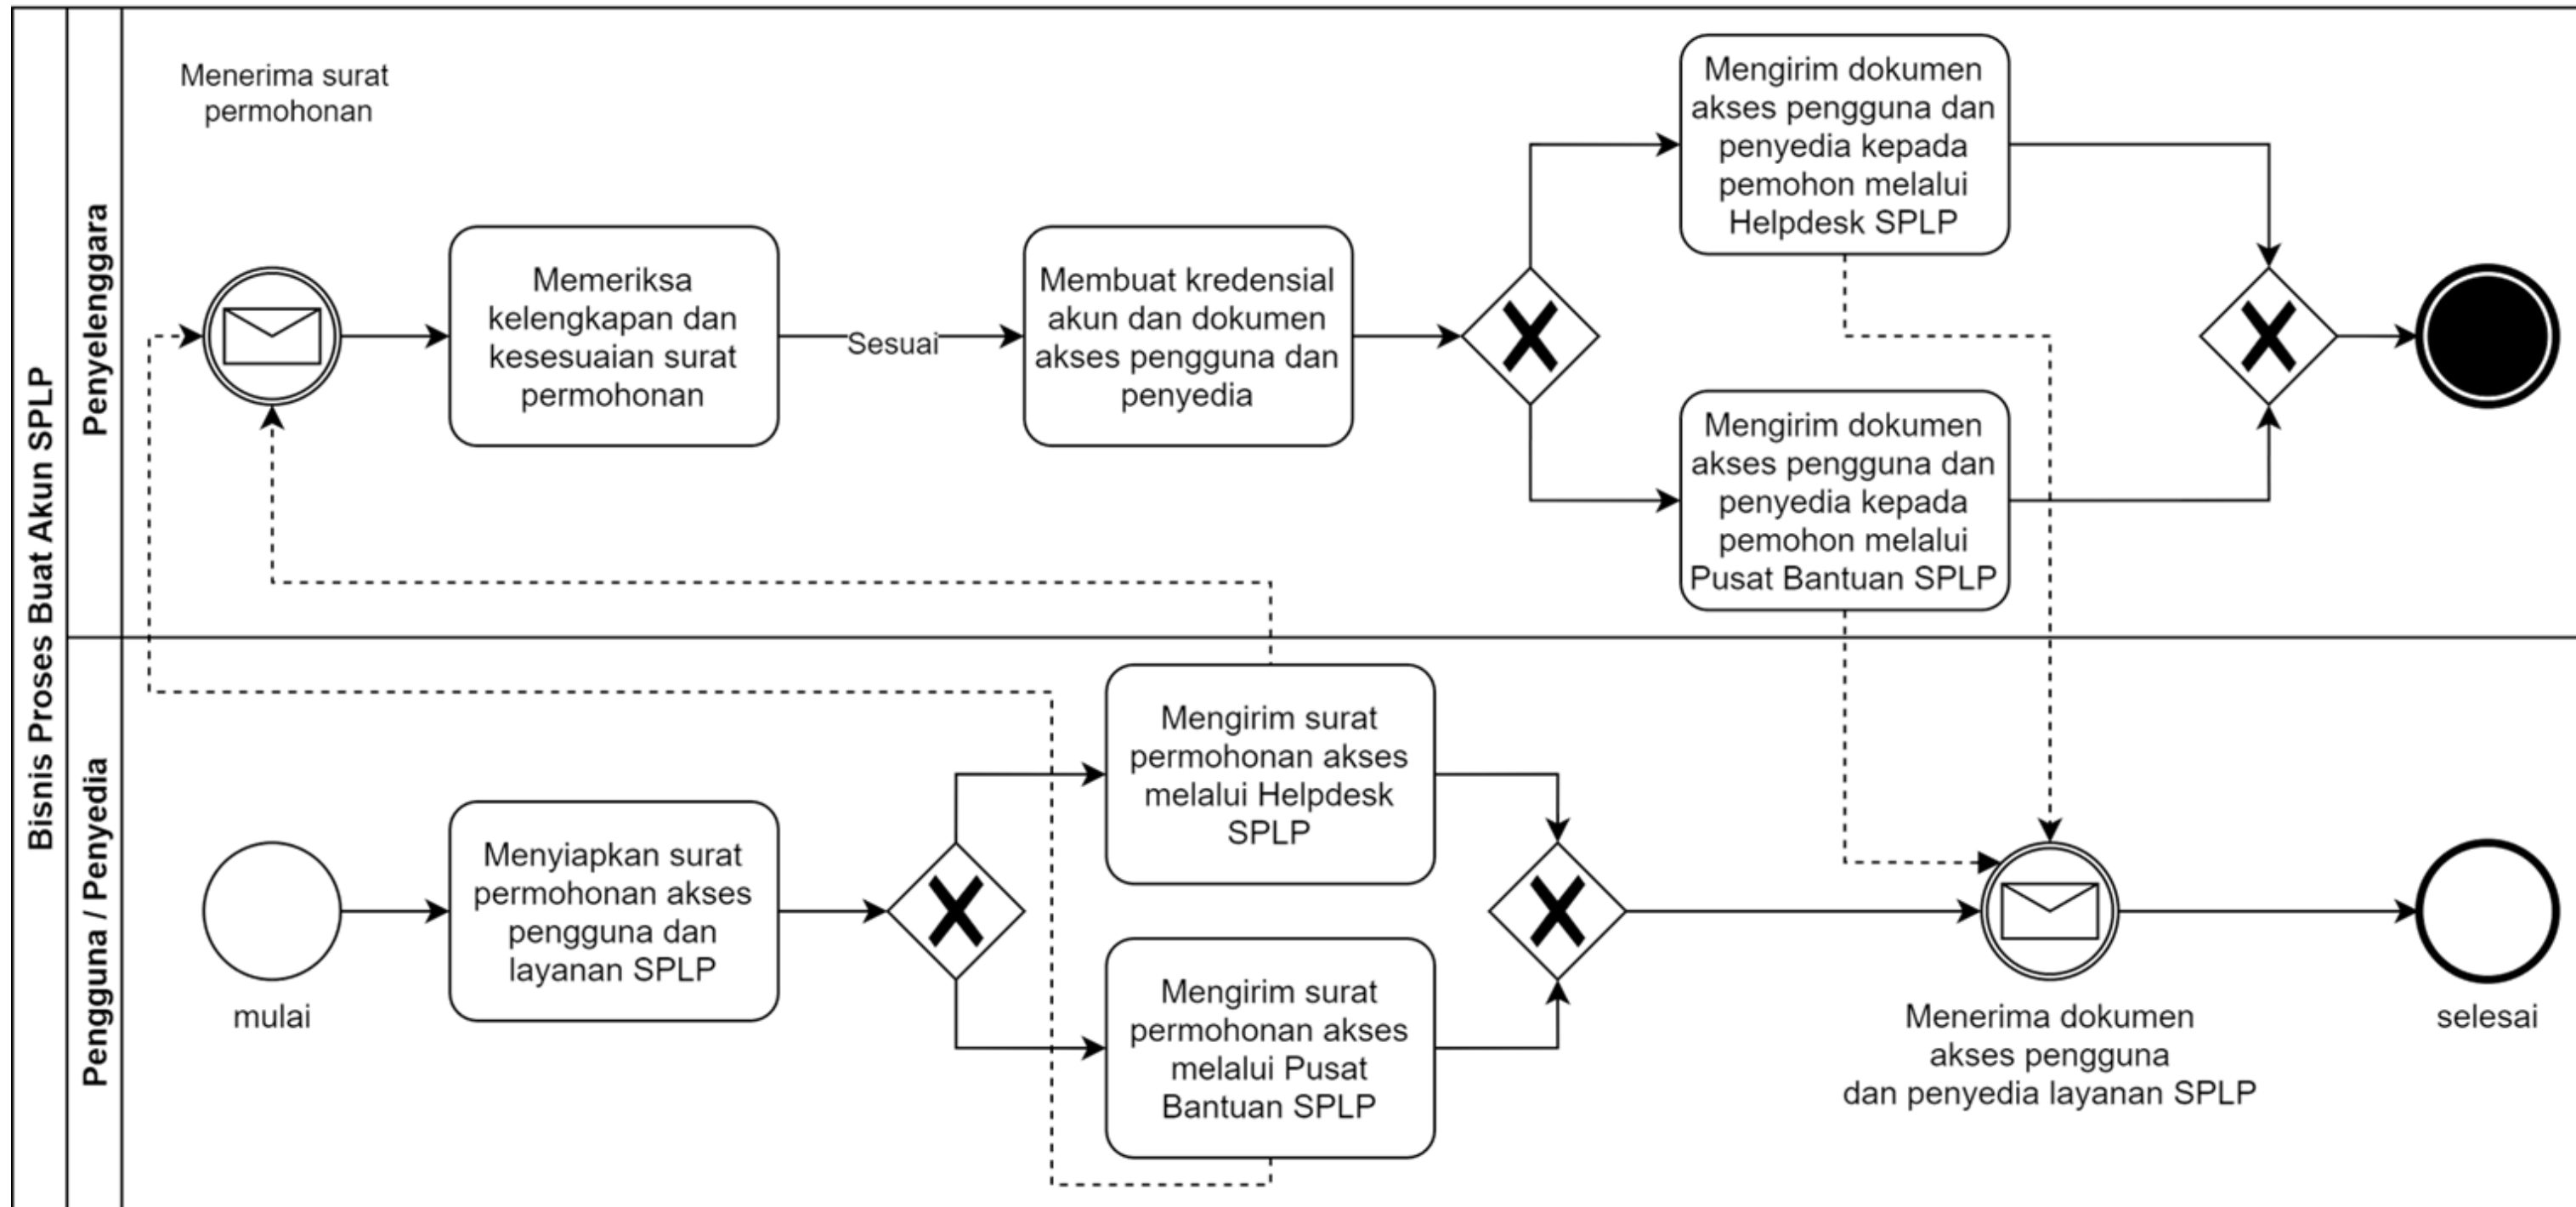 Bisnis Proses Buat Akun SPLP
Penyelenggara
Menerima surat
permohonan
Memeriksa
kelengkapan dan
kesesuaian surat
permohonan
Sesuai
Membuat kredensial
akun dan dokumen
akses pengguna dan
penyedia
Mengirim dokumen
akses pengguna dan
penyedia kepada
pemohon melalui
Helpdesk SPLP
Mengirim dokumen
akses pengguna dan
penyedia kepada
pemohon melalui
Pusat Bantuan SPLP
Pengguna / Penyedia
mulai
Menyiapkan surat
permohonan akses
pengguna dan
layanan SPLP
Mengirim surat
permohonan akses
melalui Helpdesk
SPLP
Mengirim surat
permohonan akses
melalui Pusat
Bantuan SPLP
Menerima dokumen
akses pengguna
dan penyedia layanan SPLP
selesai